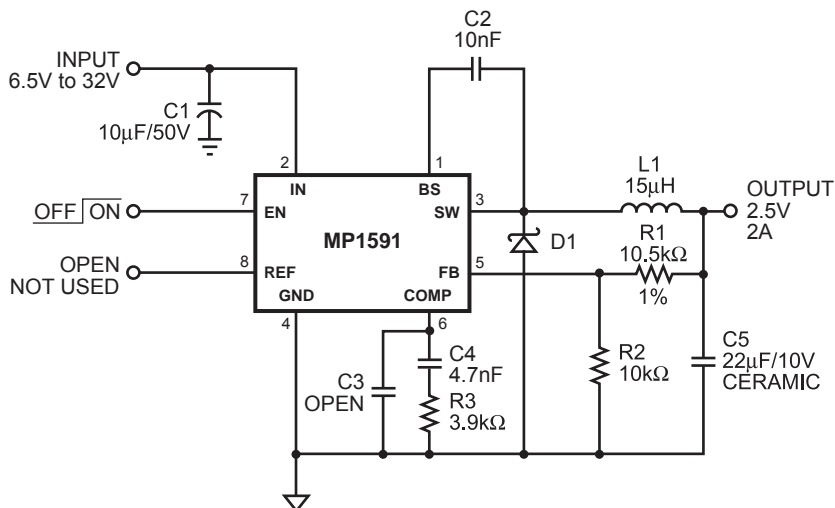 C2
10nF
INPUT
6.5V to 32V
C1
10µF/50V
2
1
IN
BS
L1
15µH
OUTPUT
2.5V
2A
7
3
OFF ON
EN
SW
MP1591
D1
R1
10.5kΩ
1%
OPEN
NOT USED
8
REF
FB
5
GND
COMP
4
6
C3
OPEN
C4
4.7nF
R3
3.9kΩ
R2
10kΩ
C5
22µF/10V
CERAMIC